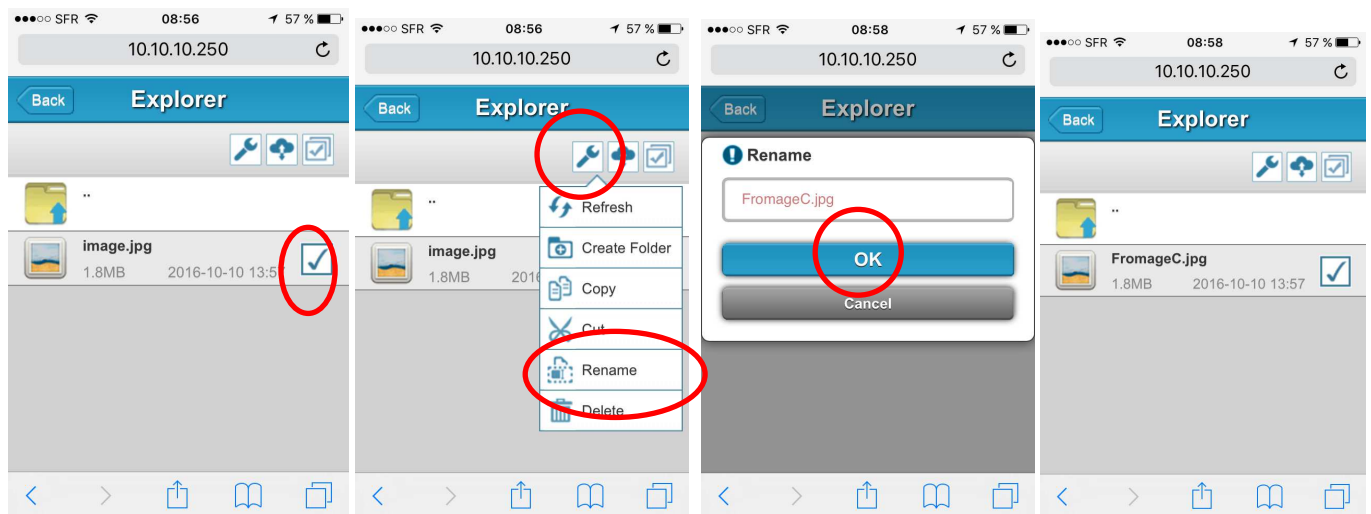 SFR 08:56 57 %
10.10.10.250
Back Explorer
..
image.jpg
1.8MB 2016-10-10 13:57
SFR 08:56 57 %
10.10.10.250
Back Explorer
..
Refresh
Create Folder
image.jpg
1.8MB 2016
Copy
Cut
Rename
Delete
SFR 08:58 57 %
10.10.10.250
Back Explorer
Rename
FromageC.jpg
OK
Cancel
SFR 08:58 57 %
10.10.10.250
Back Explorer
..
FromageC.jpg
1.8MB 2016-10-10 13:57